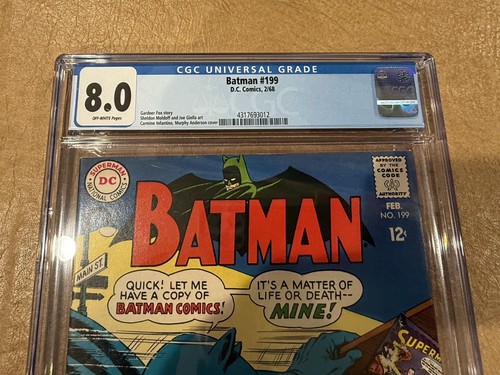 CGC UNIVERSAL GRADE
8.0
OFF-WHITE Pages
Batman #199
D.C. Comics, 2/68
Gardner Fox story
Sheldon Moldoff and Joe Giella art
Carmine Infantino, Murphy Anderson cover
4317693012
CGC
SUPERMAN
DC
NATIONAL COMICS
APPROVED
BY THE
COMICS
CODE
AUTHORITY
FEB.
NO. 199
12¢
BATMAN
MAIN ST.
QUICK! LET ME
HAVE A COPY OF
BATMAN COMICS!
IT'S A MATTER OF
LIFE OR DEATH--
MINE!